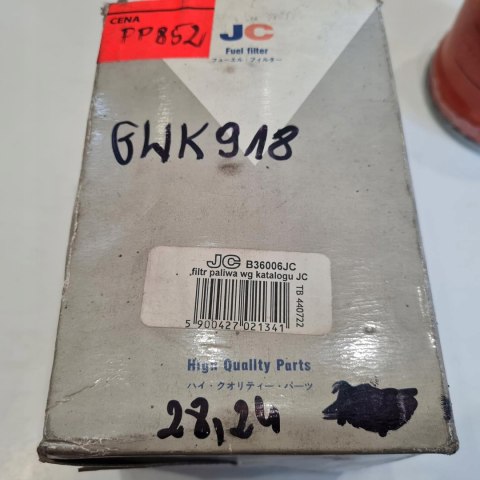 CENA
PP852
JC
Fuel filter
フューエル・フィルター
GWK918
JC B36006JC
filtr paliwa wg katalogu JC
TB 440722
5 900427 021341
High Quality Parts
ハイ・クオリティー・パーツ
28,24